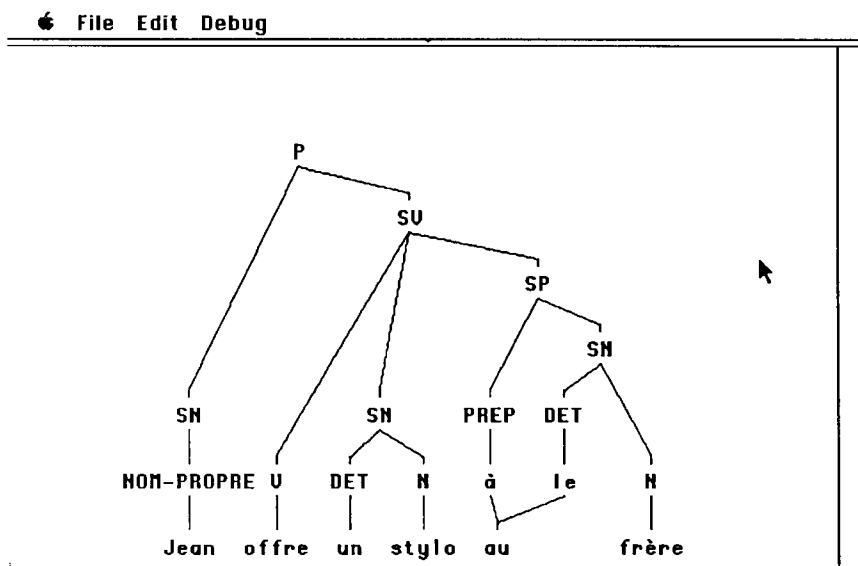 File Edit Debug
P
SV
SP
SN
SN SN PREP DET
NOM-PROPRE V DET N à le N
Jean offre un stylo au frère